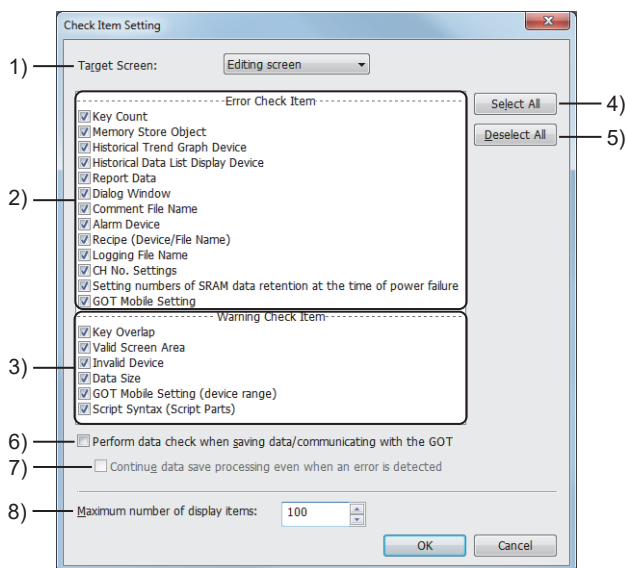 Check Item Setting
1) Target Screen: Editing screen
Error Check Item
Select All 4)
Key Count
Memory Store Object
Deselect All 5)
Historical Trend Graph Device
Historical Data List Display Device
Report Data
2) Dialog Window
Comment File Name
Alarm Device
Recipe (Device/File Name)
Logging File Name
CH No. Settings
Setting numbers of SRAM data retention at the time of power failure
GOT Mobile Setting
Warning Check Item
Key Overlap
Valid Screen Area
3) Invalid Device
Data Size
GOT Mobile Setting (device range)
Script Syntax (Script Parts)
6) Perform data check when saving data/communicating with the GOT
7) Continue data save processing even when an error is detected
8) Maximum number of display items: 100
OK Cancel